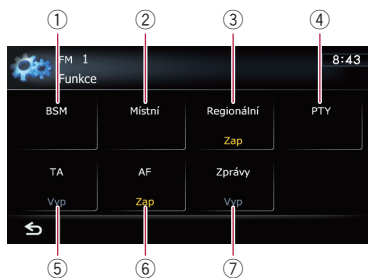 ① ② ③ ④
FM 1 8:43
Funkce
BSM Místní Regionální PTY
Zap
TA AF Zprávy
Vyp Zap Vyp
⑤ ⑥ ⑦